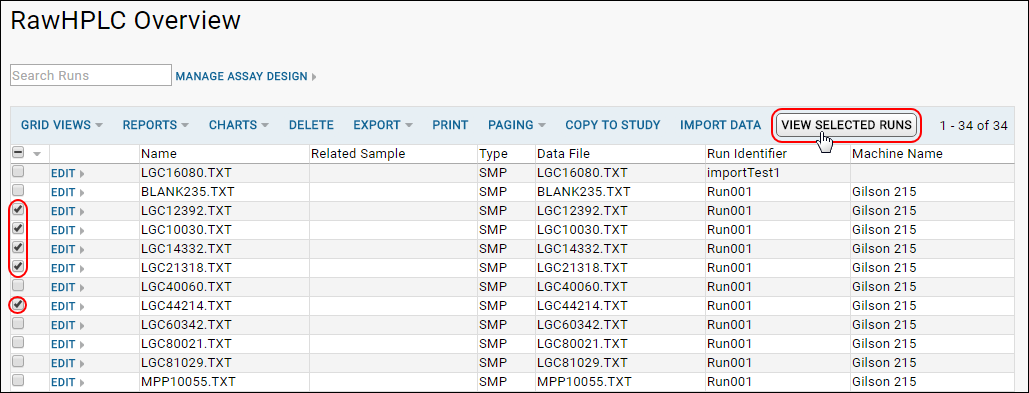 RawHPLC Overview
Search Runs MANAGE ASSAY DESIGN
GRID VIEWS REPORTS CHARTS DELETE EXPORT PRINT PAGING COPY TO STUDY IMPORT DATA VIEW SELECTED RUNS 1 - 34 of 34
Name Related Sample Type Data File Run Identifier Machine Name
EDIT LGC16080.TXT SMP LGC16080.TXT importTest1
EDIT BLANK235.TXT SMP BLANK235.TXT Run001 Gilson 215
EDIT LGC12392.TXT SMP LGC12392.TXT Run001 Gilson 215
EDIT LGC10030.TXT SMP LGC10030.TXT Run001 Gilson 215
EDIT LGC14332.TXT SMP LGC14332.TXT Run001 Gilson 215
EDIT LGC21318.TXT SMP LGC21318.TXT Run001 Gilson 215
EDIT LGC40060.TXT SMP LGC40060.TXT Run001 Gilson 215
EDIT LGC44214.TXT SMP LGC44214.TXT Run001 Gilson 215
EDIT LGC60342.TXT SMP LGC60342.TXT Run001 Gilson 215
EDIT LGC80021.TXT SMP LGC80021.TXT Run001 Gilson 215
EDIT LGC81029.TXT SMP LGC81029.TXT Run001 Gilson 215
EDIT MPP10055.TXT SMP MPP10055.TXT Run001 Gilson 215